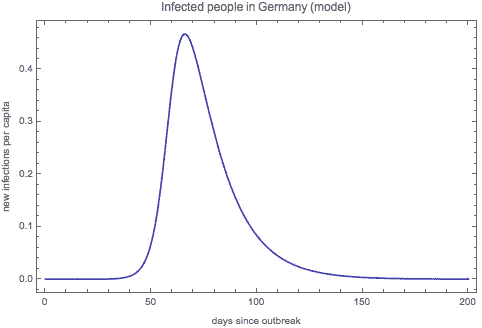 Infected people in Germany (model)
new infections per capita
0.4
0.3
0.2
0.1
0.0
0 50 100 150 200
days since outbreak